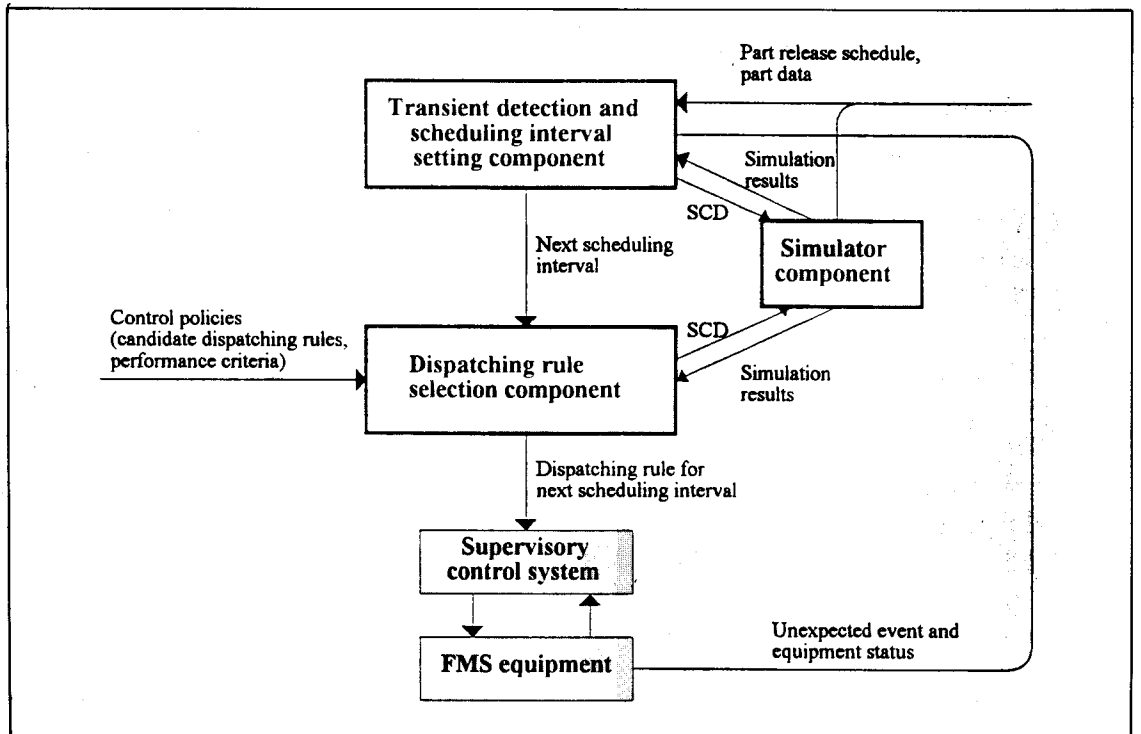 Part release schedule,
part data
Transient detection and
scheduling interval
setting component
Simulation
results
SCD
Simulator
component
Next scheduling
interval
Control policies
(candidate dispatching rules,
performance criteria)
SCD
Dispatching rule
selection component
Simulation
results
Dispatching rule for
next scheduling interval
Supervisory
control system
Unexpected event and
equipment status
FMS equipment